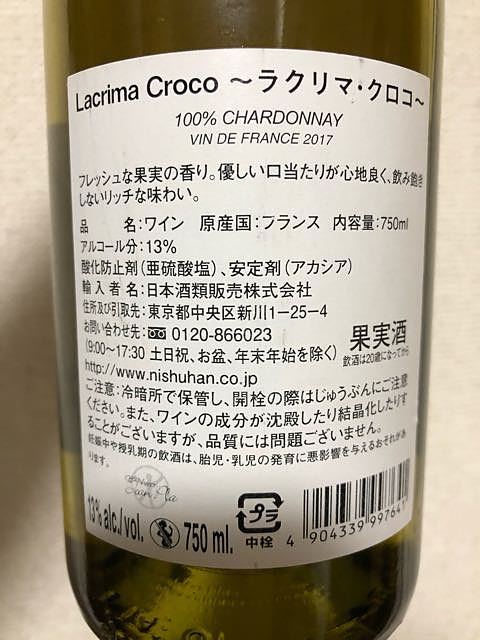 Lacrima Croco 〜ラクリマ・クロコ〜
100% CHARDONNAY
VIN DE FRANCE 2017
フレッシュな果実の香り。優しい口当たりが心地良く、飲み飽き
しないリッチな味わい。
品 名:ワイン 原産国:フランス 内容量:750ml
アルコール分:13%
酸化防止剤(亜硫酸塩)、安定剤(アカシア)
輸入者名:日本酒類販売株式会社
住所及び引取先:東京都中央区新川1-25-4
お問い合わせ先: 0120-866023
(9:00〜17:30 土日祝、お盆、年末年始を除く)
果実酒
飲酒は20歳になってから
http://www.nishuhan.co.jp
ご注意:冷暗所で保管し、開栓の際はじゅうぶんにご注意
ください。また、ワインの成分が沈殿したり結晶化したりす
ることがございますが、品質には問題ございません。
妊娠中や授乳期の飲酒は、胎児・乳児の発育に悪影響を与えるおそれがあ
ります。
13% alc./vol. 750 ml.
プラ
中栓
4 904339 997641